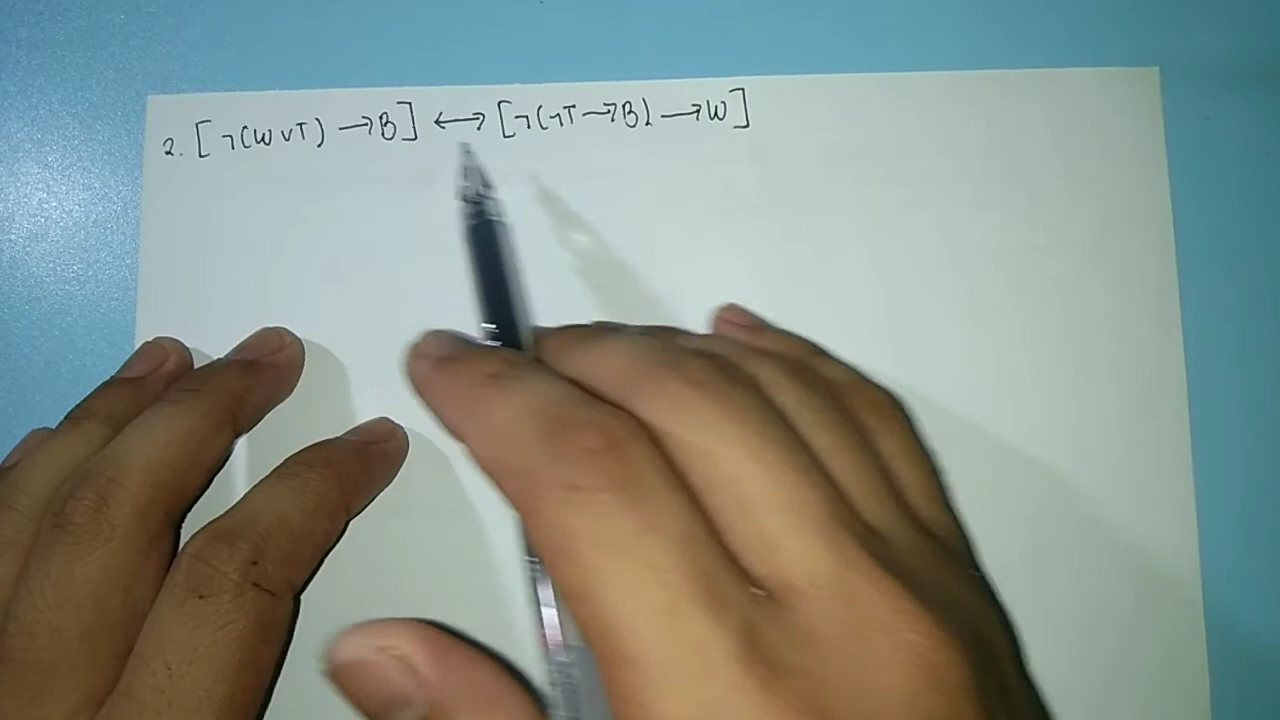 2. [¬(W∨T) → B] ↔ [¬(¬T → B) → W]